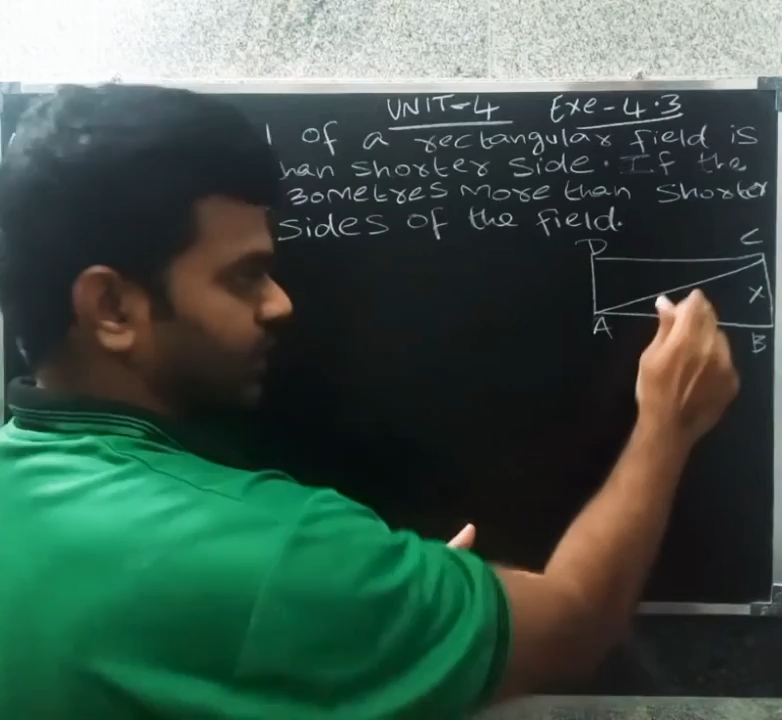 UNIT-4 Exe-4.3
of a rectangular field is
han shorter side. If the
30metres more than shorter
sides of the field.
D C
x
A B